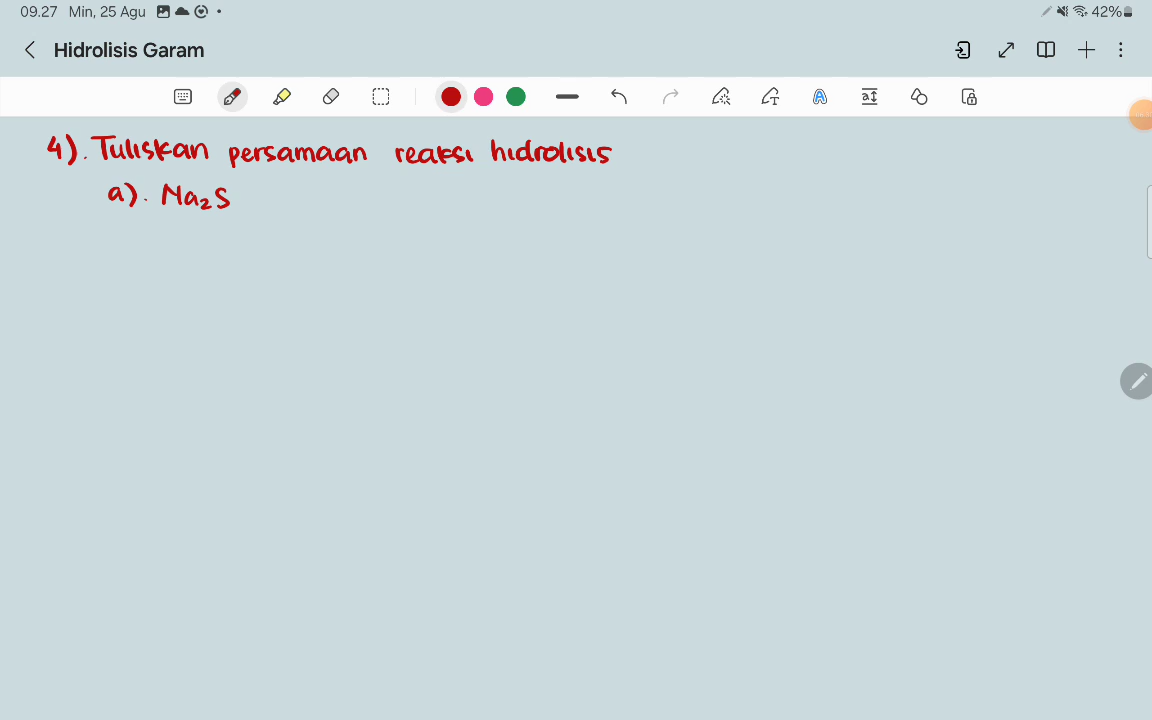 09.27 Min, 25 Agu
42%
Hidrolisis Garam
4). Tuliskan persamaan reaksi hidrolisis
a). Na₂S